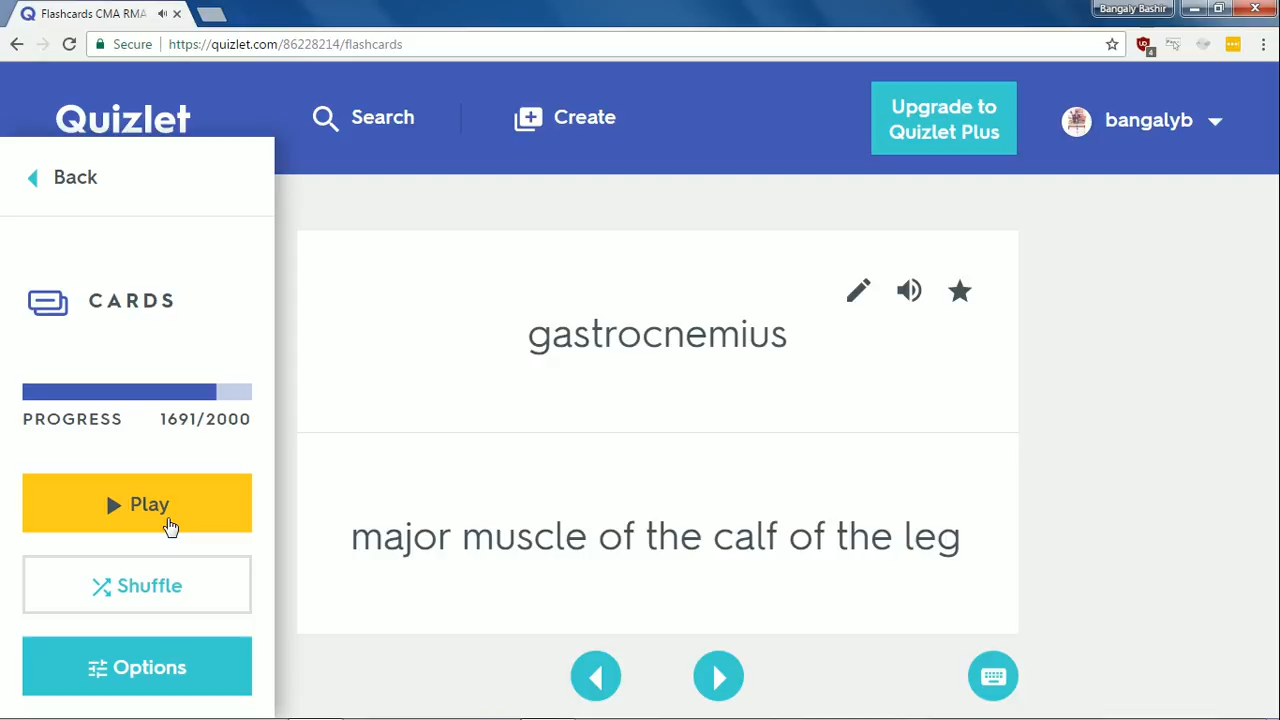 Flashcards CMA RMA
Bangaly Bashir
Secure https://quizlet.com/86228214/flashcards
4
Quizlet
Search
Create
Upgrade to
Quizlet Plus
bangalyb
Back
CARDS
PROGRESS 1691/2000
Play
Shuffle
Options
gastrocnemius
major muscle of the calf of the leg